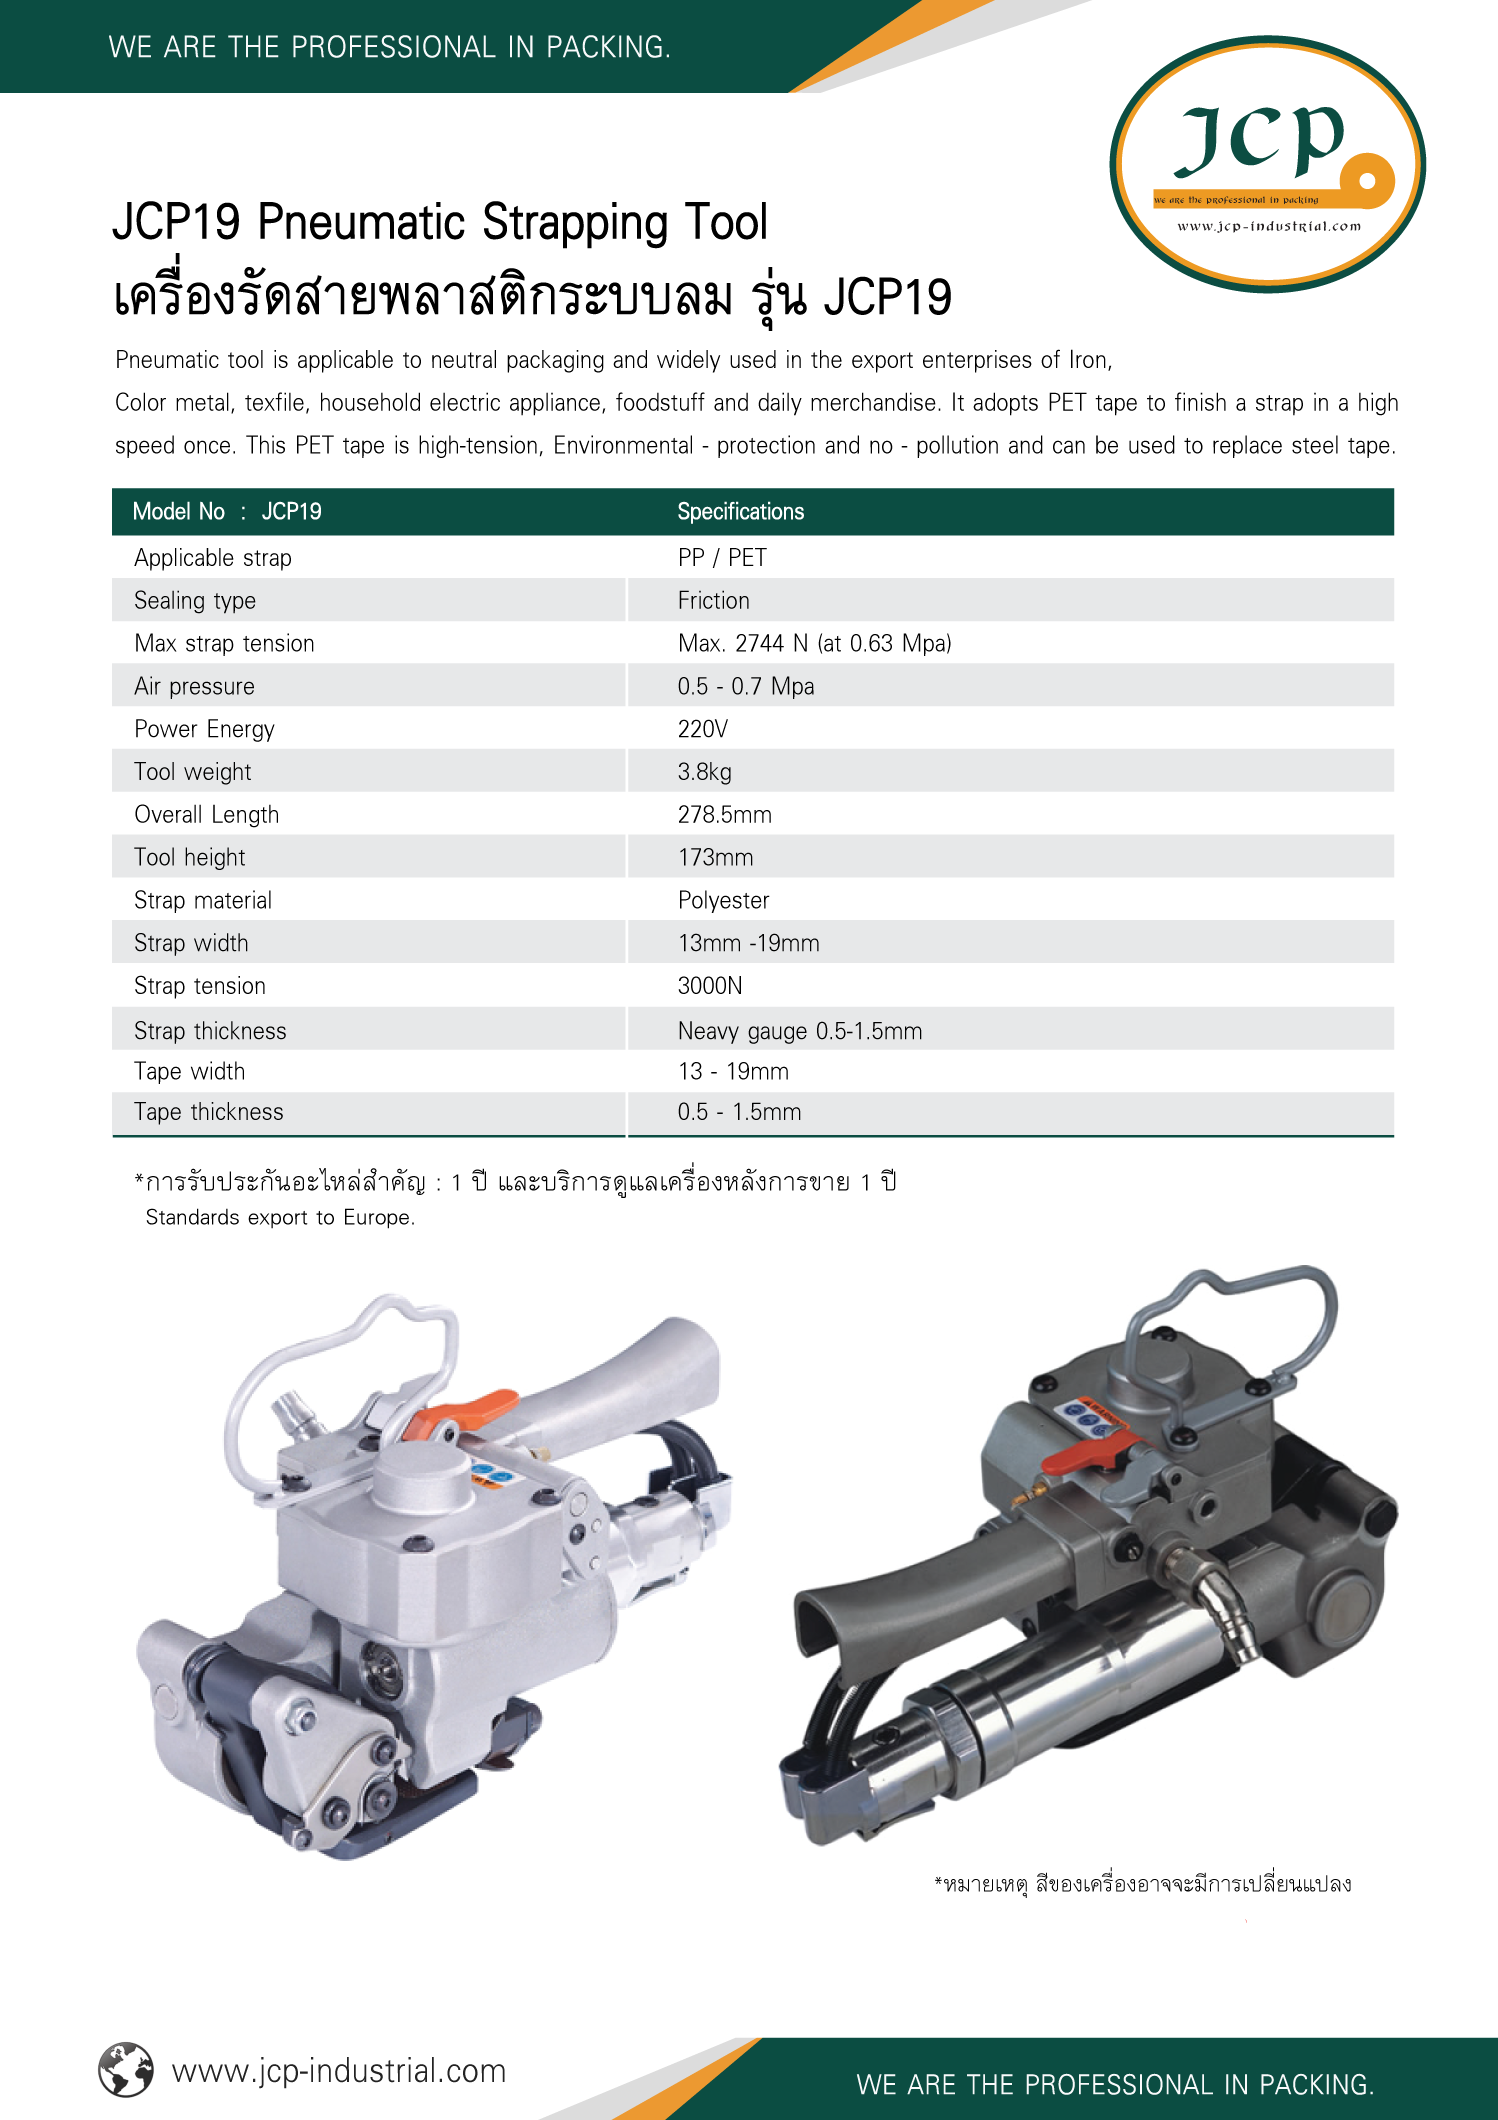 WE ARE THE PROFESSIONAL IN PACKING.
JCP
we are the professional in packing
www.jcp-industrial.com
JCP19 Pneumatic Strapping Tool
เครื่องรัดสายพลาสติกระบบลม รุ่น JCP19
Pneumatic tool is applicable to neutral packaging and widely used in the export enterprises of Iron,
Color metal, texfile, household electric appliance, foodstuff and daily merchandise. It adopts PET tape to finish a strap in a high
speed once. This PET tape is high-tension, Environmental - protection and no - pollution and can be used to replace steel tape.
Model No : JCP19 Specifications
Applicable strap PP / PET
Sealing type Friction
Max strap tension Max. 2744 N (at 0.63 Mpa)
Air pressure 0.5 - 0.7 Mpa
Power Energy 220V
Tool weight 3.8kg
Overall Length 278.5mm
Tool height 173mm
Strap material Polyester
Strap width 13mm -19mm
Strap tension 3000N
Strap thickness Neavy gauge 0.5-1.5mm
Tape width 13 - 19mm
Tape thickness 0.5 - 1.5mm
*การรับประกันอะไหล่สำคัญ : 1 ปี และบริการดูแลเครื่องหลังการขาย 1 ปี
Standards export to Europe.
*หมายเหตุ สีของเครื่องอาจจะมีการเปลี่ยนแปลง
www.jcp-industrial.com
WE ARE THE PROFESSIONAL IN PACKING.